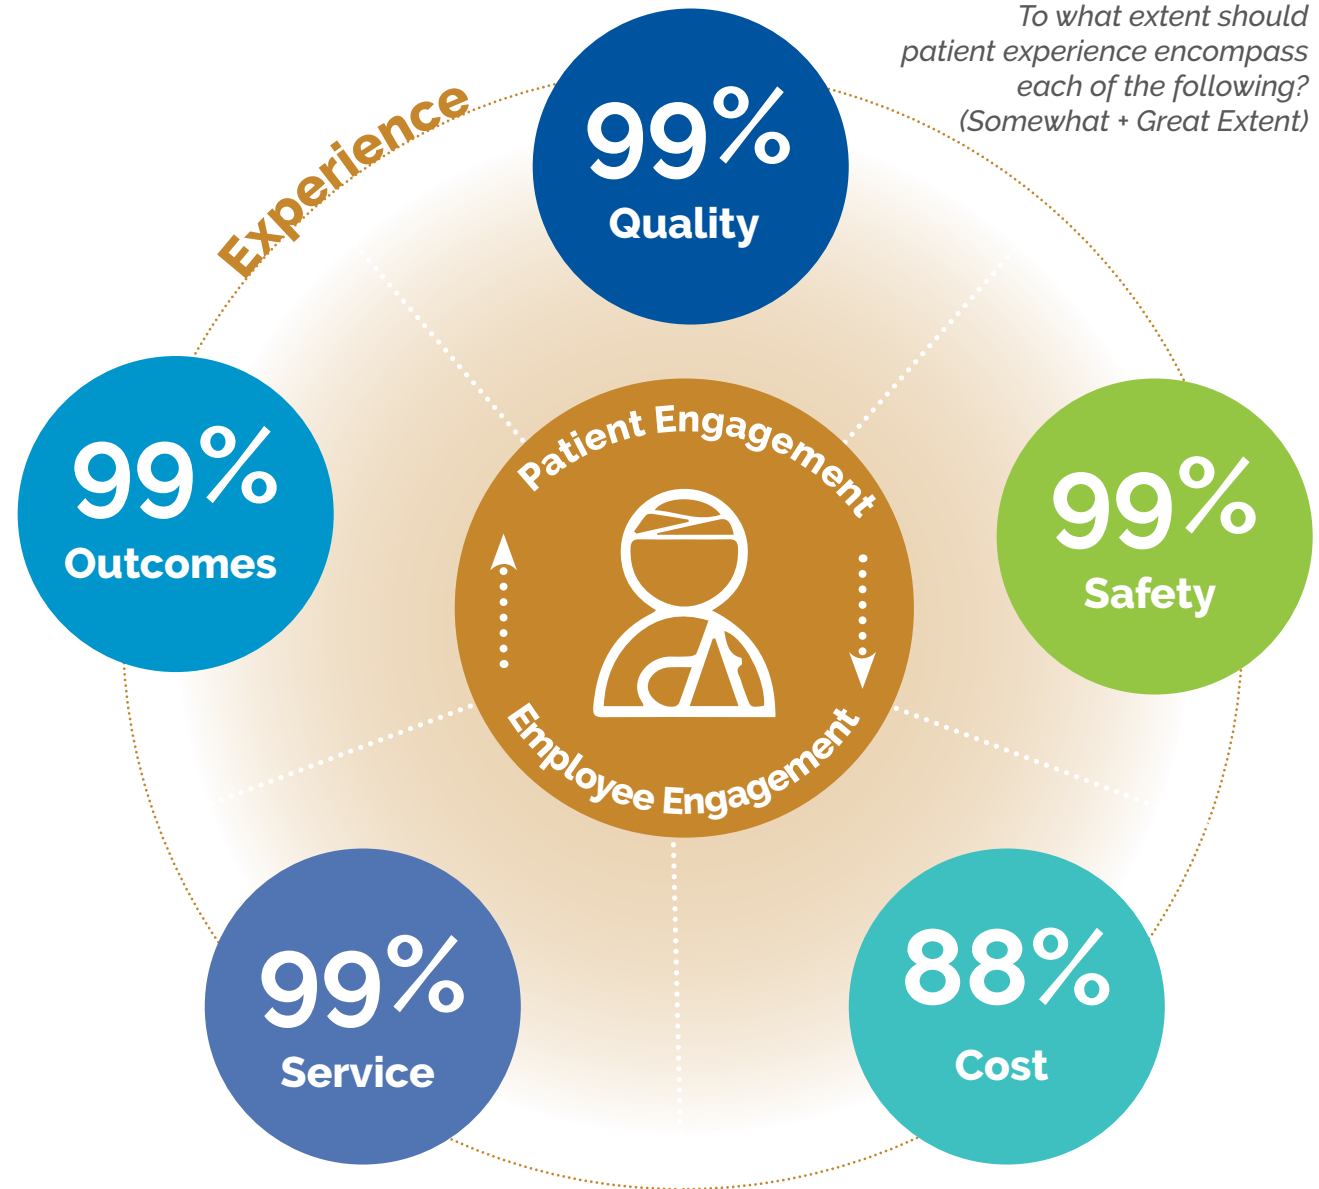 To what extent should
patient experience encompass
each of the following?
(Somewhat + Great Extent)
Experience
99%
Quality
99%
Outcomes
99%
Safety
Patient Engagement
Employee Engagement
99%
Service
88%
Cost